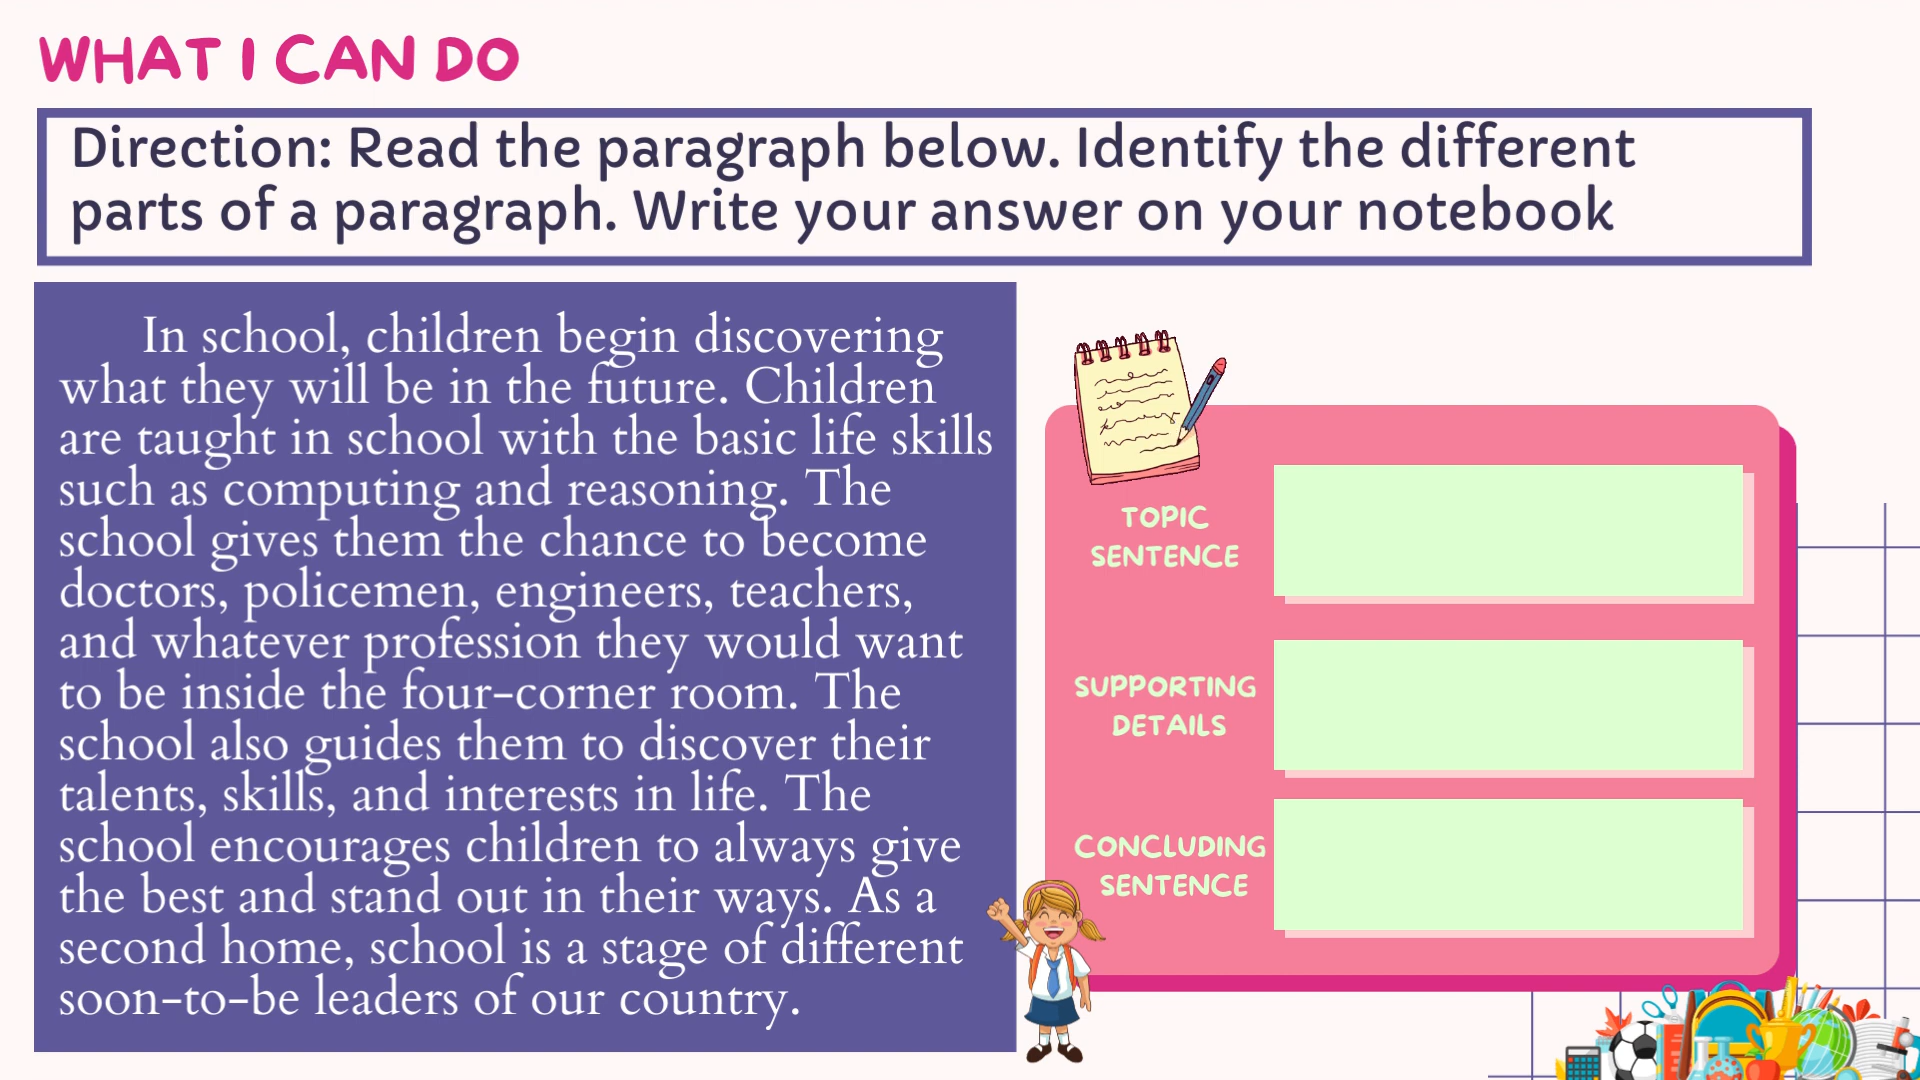 WHAT I CAN DO
Direction: Read the paragraph below. Identify the different
parts of a paragraph. Write your answer on your notebook
In school, children begin discovering
what they will be in the future. Children
are taught in school with the basic life skills
such as computing and reasoning. The
school gives them the chance to become
doctors, policemen, engineers, teachers,
and whatever profession they would want
to be inside the four-corner room. The
school also guides them to discover their
talents, skills, and interests in life. The
school encourages children to always give
the best and stand out in their ways. As a
second home, school is a stage of different
soon-to-be leaders of our country.
TOPIC
SENTENCE
SUPPORTING
DETAILS
CONCLUDING
SENTENCE